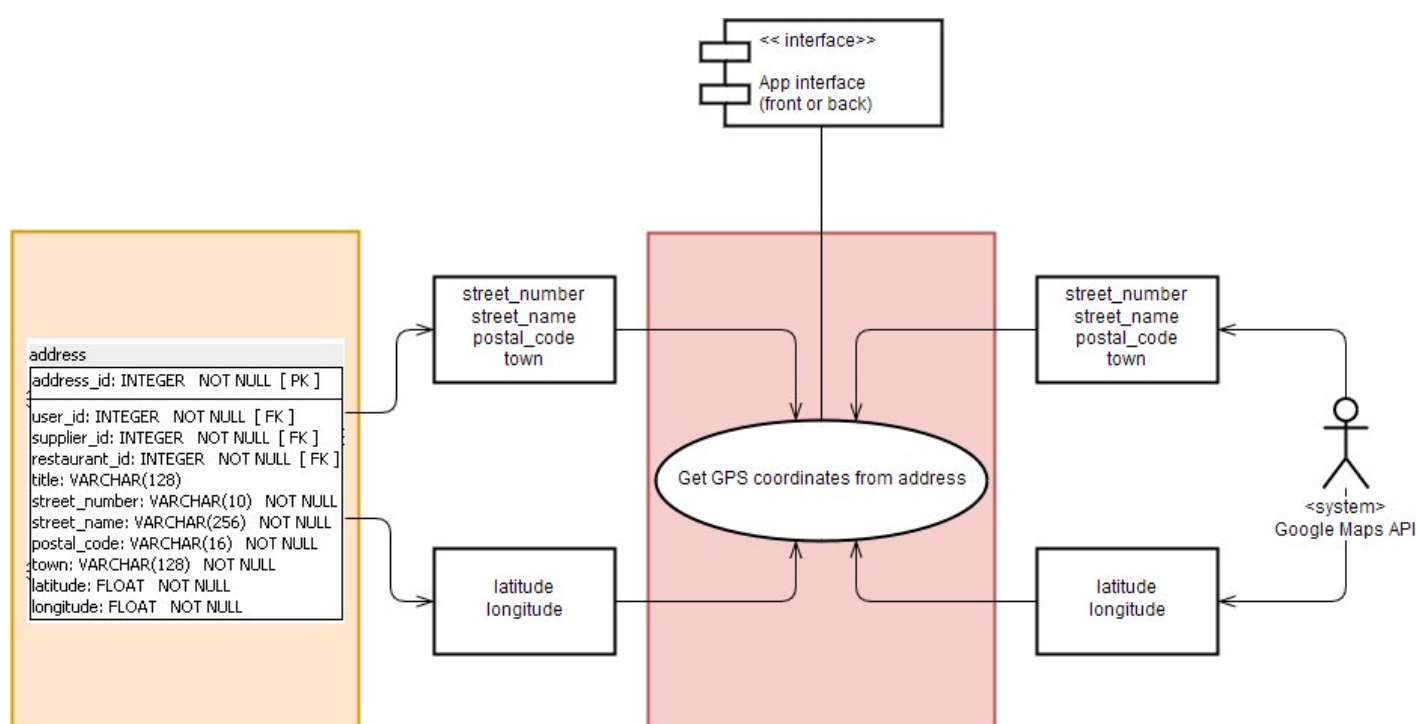 << interface>>
App interface
(front or back)
street_number
street_name
postal_code
town
street_number
street_name
postal_code
town
address
address_id: INTEGER NOT NULL [ PK ]
user_id: INTEGER NOT NULL [ FK ]
supplier_id: INTEGER NOT NULL [ FK ]
restaurant_id: INTEGER NOT NULL [ FK ]
title: VARCHAR(128)
street_number: VARCHAR(10) NOT NULL
street_name: VARCHAR(256) NOT NULL
postal_code: VARCHAR(16) NOT NULL
town: VARCHAR(128) NOT NULL
latitude: FLOAT NOT NULL
longitude: FLOAT NOT NULL
Get GPS coordinates from address
<system>
Google Maps API
latitude
longitude
latitude
longitude